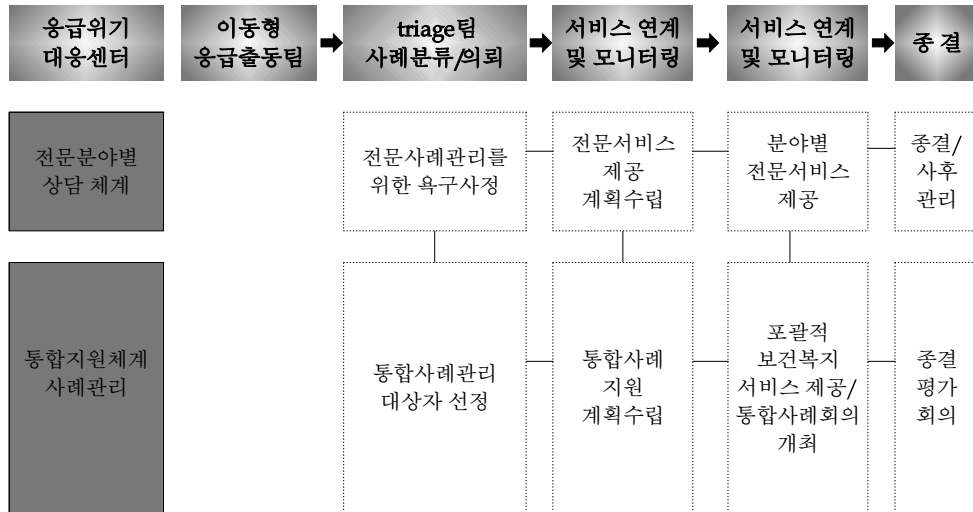 응급위기
대응센터
이동형
응급출동팀
triage팀
사례분류/의뢰
서비스 연계
및 모니터링
서비스 연계
및 모니터링
종 결
전문분야별
상담 체계
전문사례관리를
위한 욕구사정
전문서비스
제공
계획수립
분야별
전문서비스
제공
종결/
사후
관리
통합지원체계
사례관리
통합사례관리
대상자 선정
통합사례
지원
계획수립
포괄적
보건복지
서비스 제공/
통합사례회의
개최
종결
평가
회의